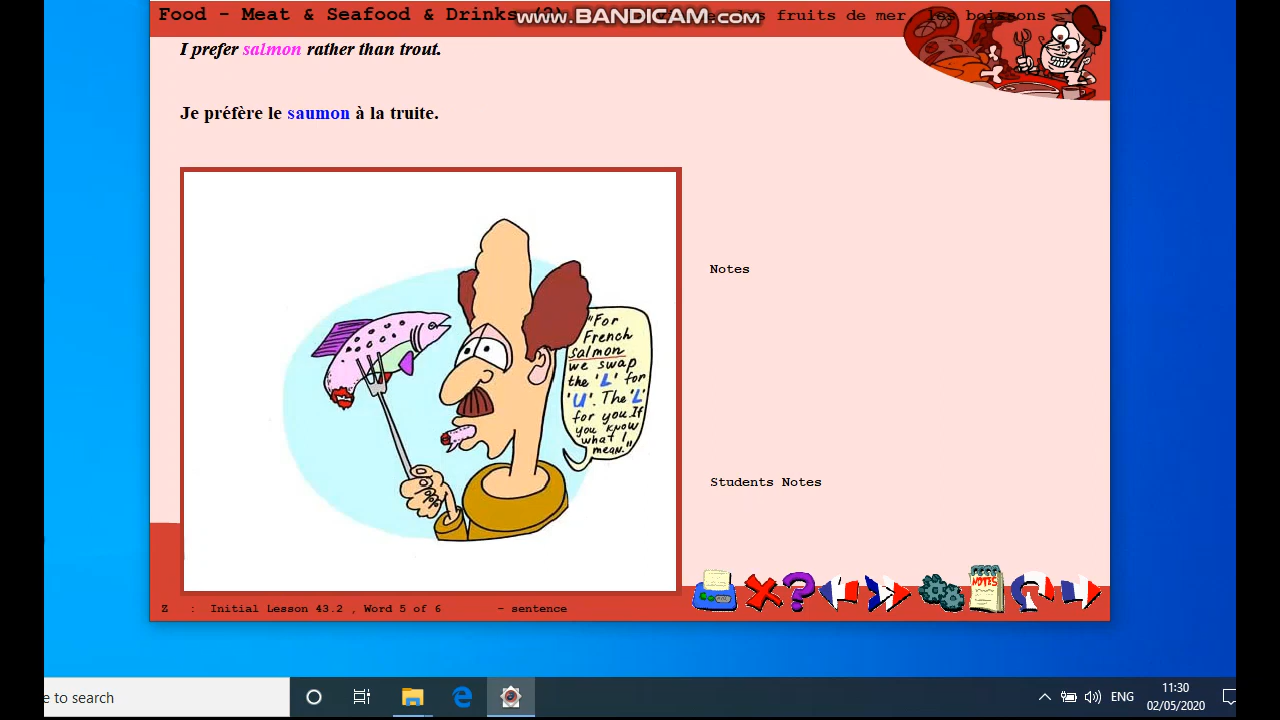 Food - Meat & Seafood & Drinks (2)
www.BANDICAM.com
des fruits de mer, les boissons
I prefer salmon rather than trout.
Je préfère le saumon à la truite.
"For
French
salmon
we swap
the 'L' for
'U'. The 'L'
for you. If
you know
what I
mean."
Notes
Students Notes
NOTES
Z : Initial Lesson 43.2 , Word 5 of 6 - sentence
e to search
ENG
11:30
02/05/2020